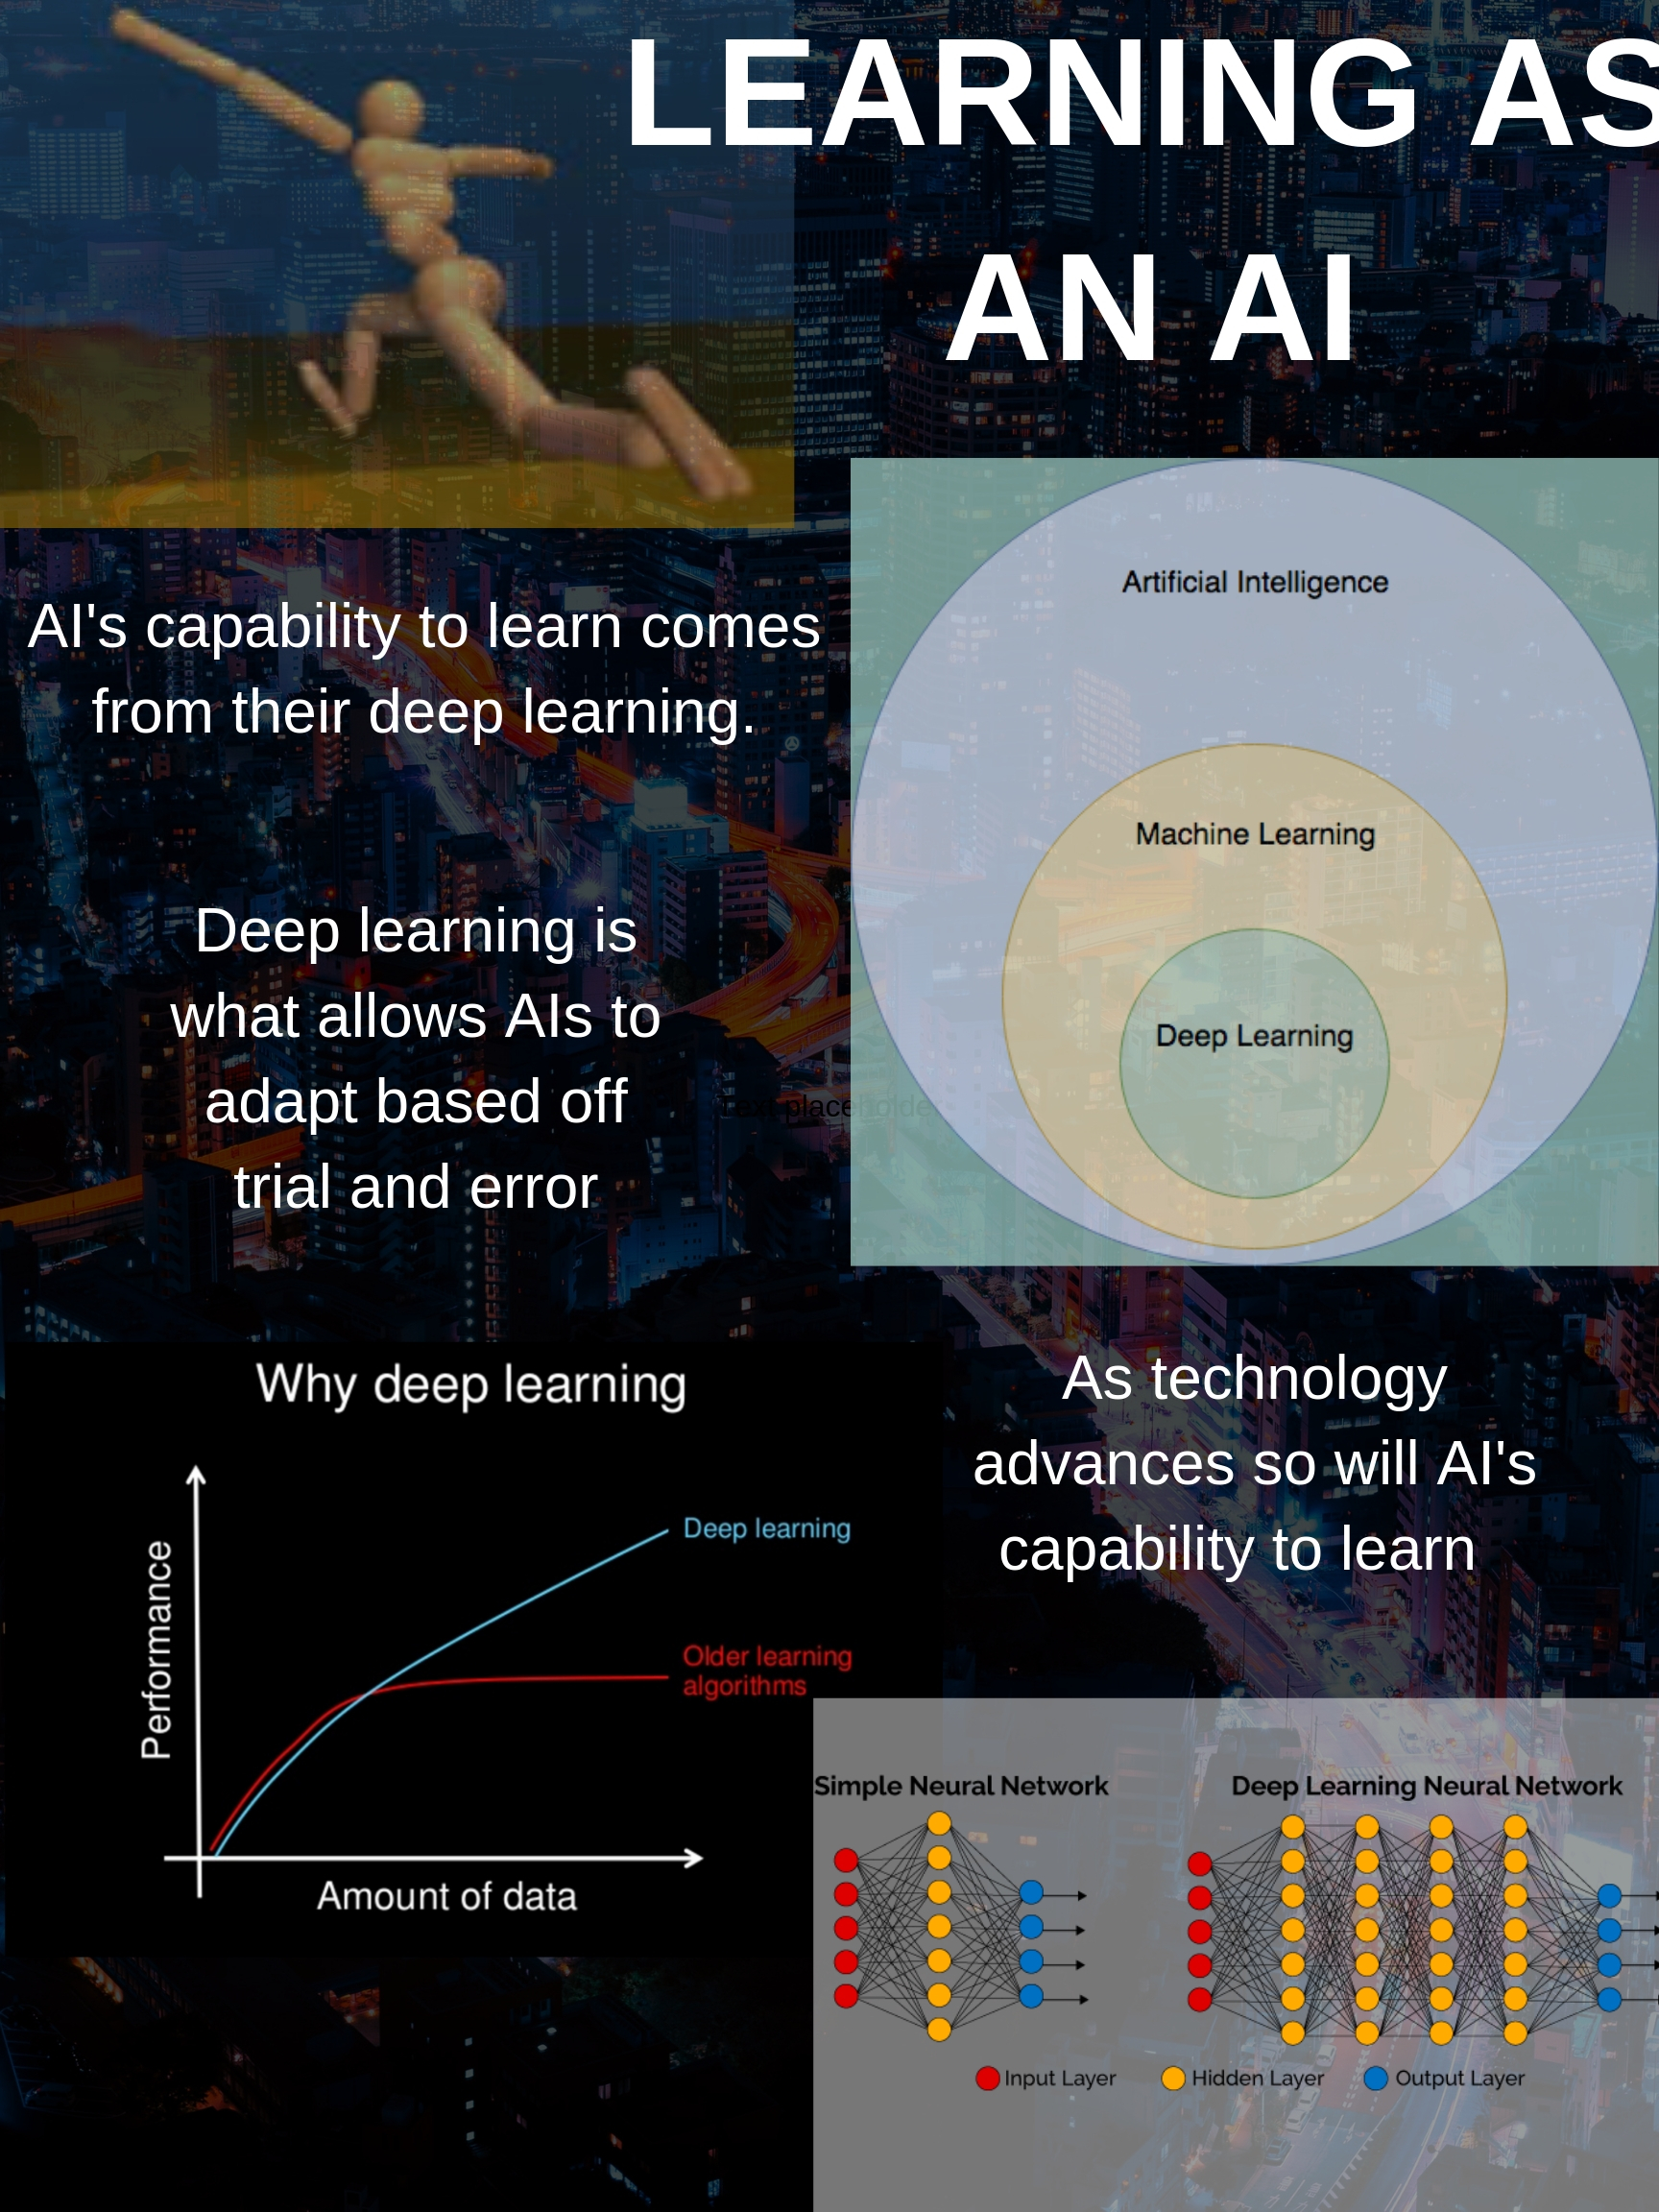 LEARNING AS
AN AI
Artificial Intelligence
Machine Learning
Deep Learning
AI's capability to learn comes
from their deep learning.
Deep learning is
what allows AIs to
adapt based off
trial and error
Text placeholde
Why deep learning
Performance
Deep learning
Older learning
algorithms
Amount of data
As technology
advances so will AI's
capability to learn
Simple Neural Network
Deep Learning Neural Network
Input Layer
Hidden Layer
Output Layer